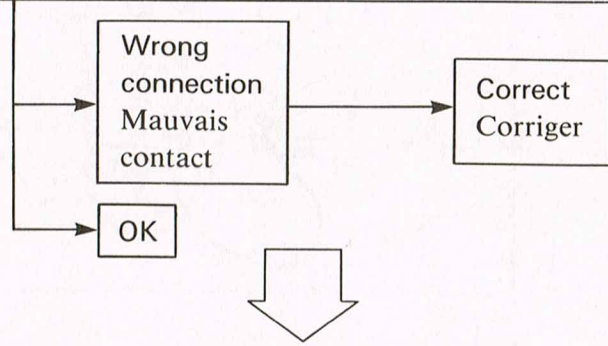 Wrong
connection
Mauvais
contact
Correct
Corriger
OK